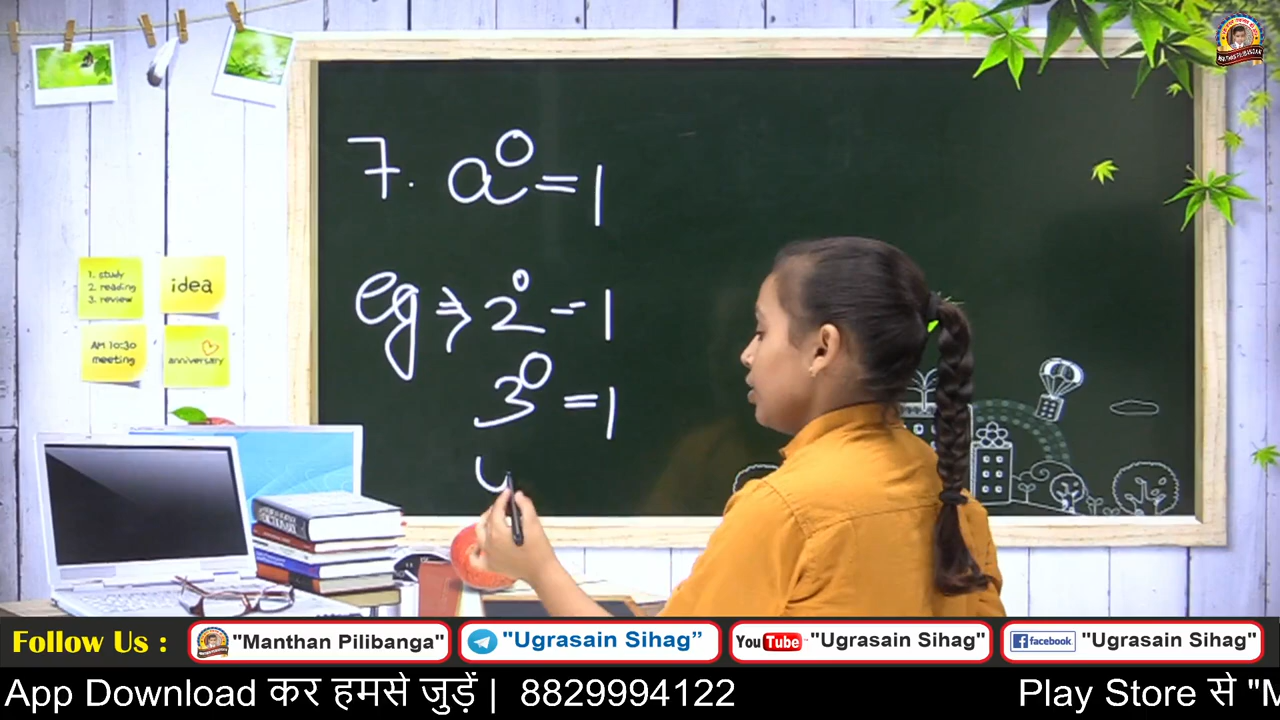 7. a⁰ = 1
eg ⇒ 2⁰ = 1
3⁰ = 1
1. study
2. reading
3. review
idea
AM 10:30
meeting
anniversary
Follow Us :
"Manthan Pilibanga"
"Ugrasain Sihag”
YouTube "Ugrasain Sihag"
facebook "Ugrasain Sihag"
App Download कर हमसे जुड़ें | 8829994122
Play Store से "M